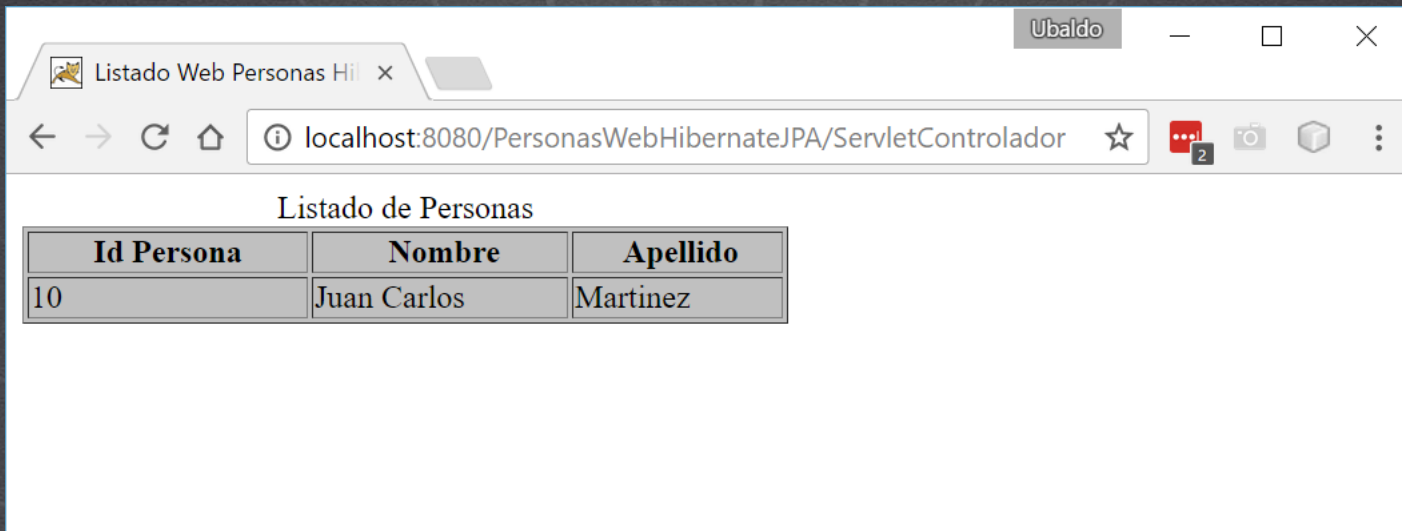 Ubaldo
Listado Web Personas Hi
localhost:8080/PersonasWebHibernateJPA/ServletControlador
2
Listado de Personas
Id Persona Nombre Apellido
10 Juan Carlos Martinez